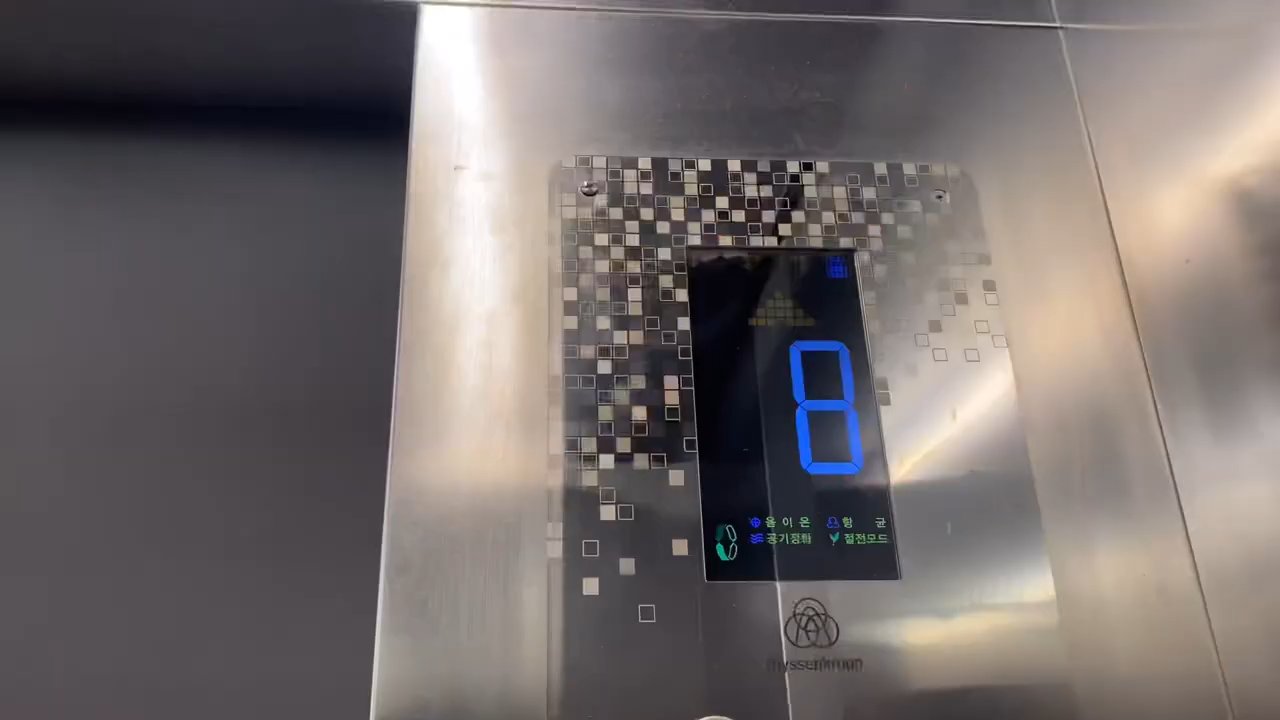 8
음 이 온 항 균
공기정화 절전모드
thyssenkrupp